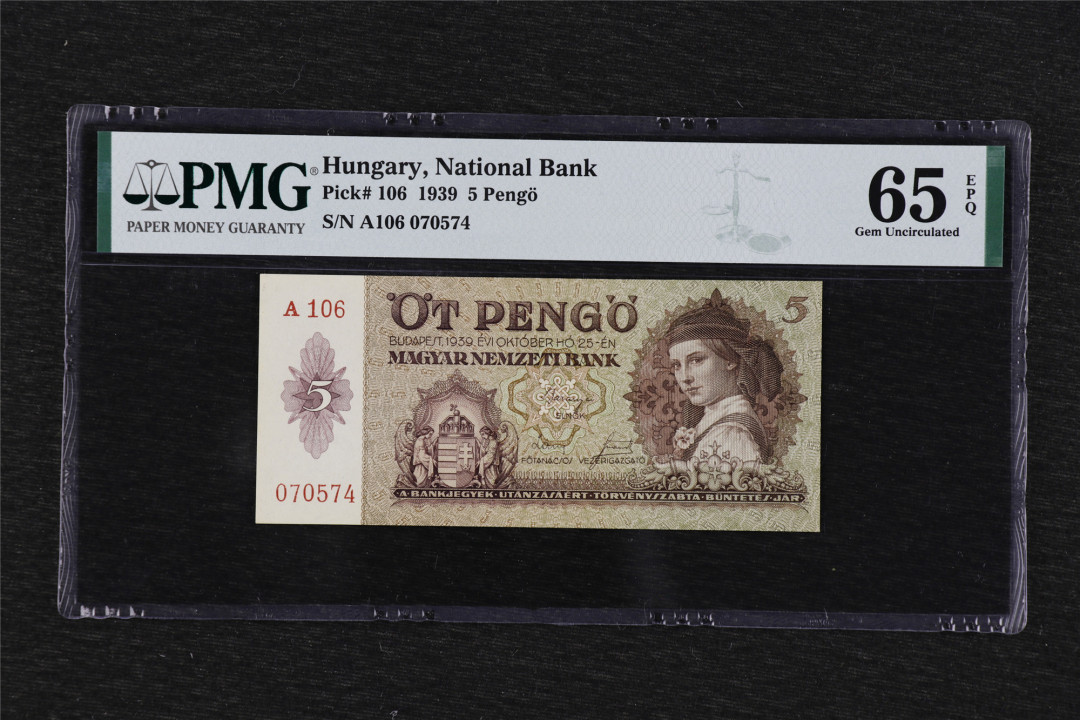 PMG®
PAPER MONEY GUARANTY
Hungary, National Bank
Pick# 106 1939 5 Pengö
S/N A106 070574
65
EPQ
Gem Uncirculated
A 106
5
070574
ÖT PENGŐ
BUDAPEST, 1939. ÉVI OKTÓBER HÓ 25-ÉN
MAGYAR NEMZETI BANK
5
ELNÖK
FŐTANÁCSOS VEZÉRIGAZGATÓ
A BANKJEGYEK UTÁNZÁSÁÉRT TÖRVÉNYSZABTA BÜNTETÉS JÁR